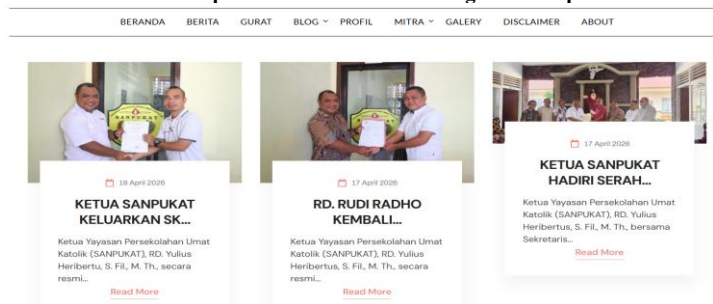 BERANDA BERITA GURAT BLOG PROFIL MITRA GALERY DISCLAIMER ABOUT
SANPUKAT
18 April 2026
KETUA SANPUKAT
KELUARKAN SK...
Ketua Yayasan Persekolahan Umat
Katolik (SANPUKAT), RD. Yulius
Heribertu, S. Fil., M. Th., secara
resmi...
Read More
SANPUKAT
17 April 2026
RD. RUDI RADHO
KEMBALI...
Ketua Yayasan Persekolahan Umat
Katolik (SANPUKAT), RD. Yulius
Heribertus, S. Fil., M. Th., secara
resmi...
Read More
17 April 2026
KETUA SANPUKAT
HADIRI SERAH...
Ketua Yayasan Persekolahan Umat
Katolik (SANPUKAT), RD. Yulius
Heribertus, S. Fil., M. Th., bersama
Sekretaris...
Read More